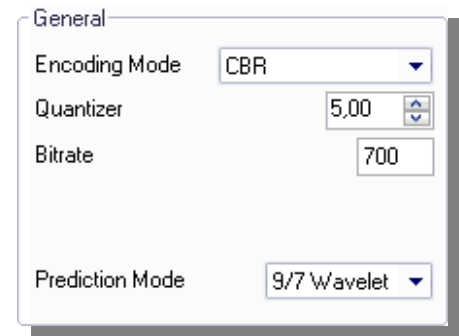 General
Encoding Mode CBR
Quantizer 5,00
Bitrate 700
Prediction Mode 9/7 Wavelet